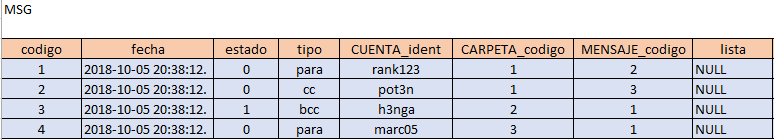 MSG
codigo fecha estado tipo CUENTA_ident CARPETA_codigo MENSAJE_codigo lista
1 2018-10-05 20:38:12. 0 para rank123 1 2 NULL
2 2018-10-05 20:38:12. 0 cc pot3n 1 3 NULL
3 2018-10-05 20:38:12. 1 bcc h3nga 2 1 NULL
4 2018-10-05 20:38:12. 0 para marc05 3 1 NULL